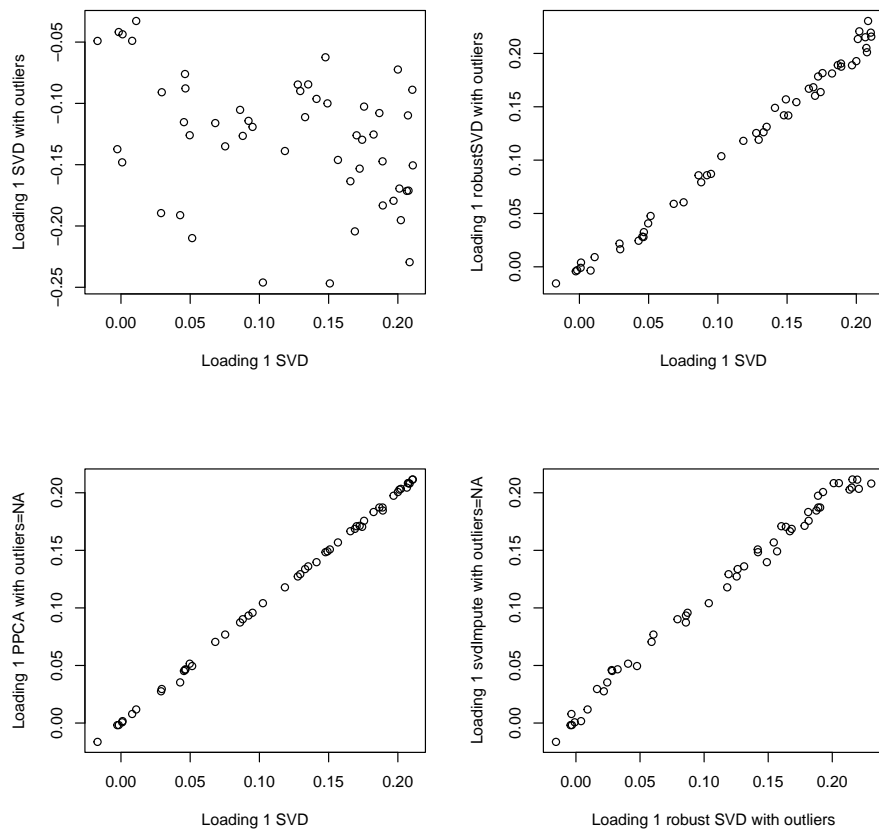 Loading 1 SVD with outliers
-0.05
-0.10
-0.15
-0.20
-0.25
0.00 0.05 0.10 0.15 0.20
Loading 1 SVD
Loading 1 robustSVD with outliers
0.20
0.15
0.10
0.05
0.00
0.00 0.05 0.10 0.15 0.20
Loading 1 SVD
Loading 1 PPCA with outliers=NA
0.20
0.15
0.10
0.05
0.00
0.00 0.05 0.10 0.15 0.20
Loading 1 SVD
Loading 1 svdImpute with outliers=NA
0.20
0.15
0.10
0.05
0.00
0.00 0.05 0.10 0.15 0.20
Loading 1 robust SVD with outliers